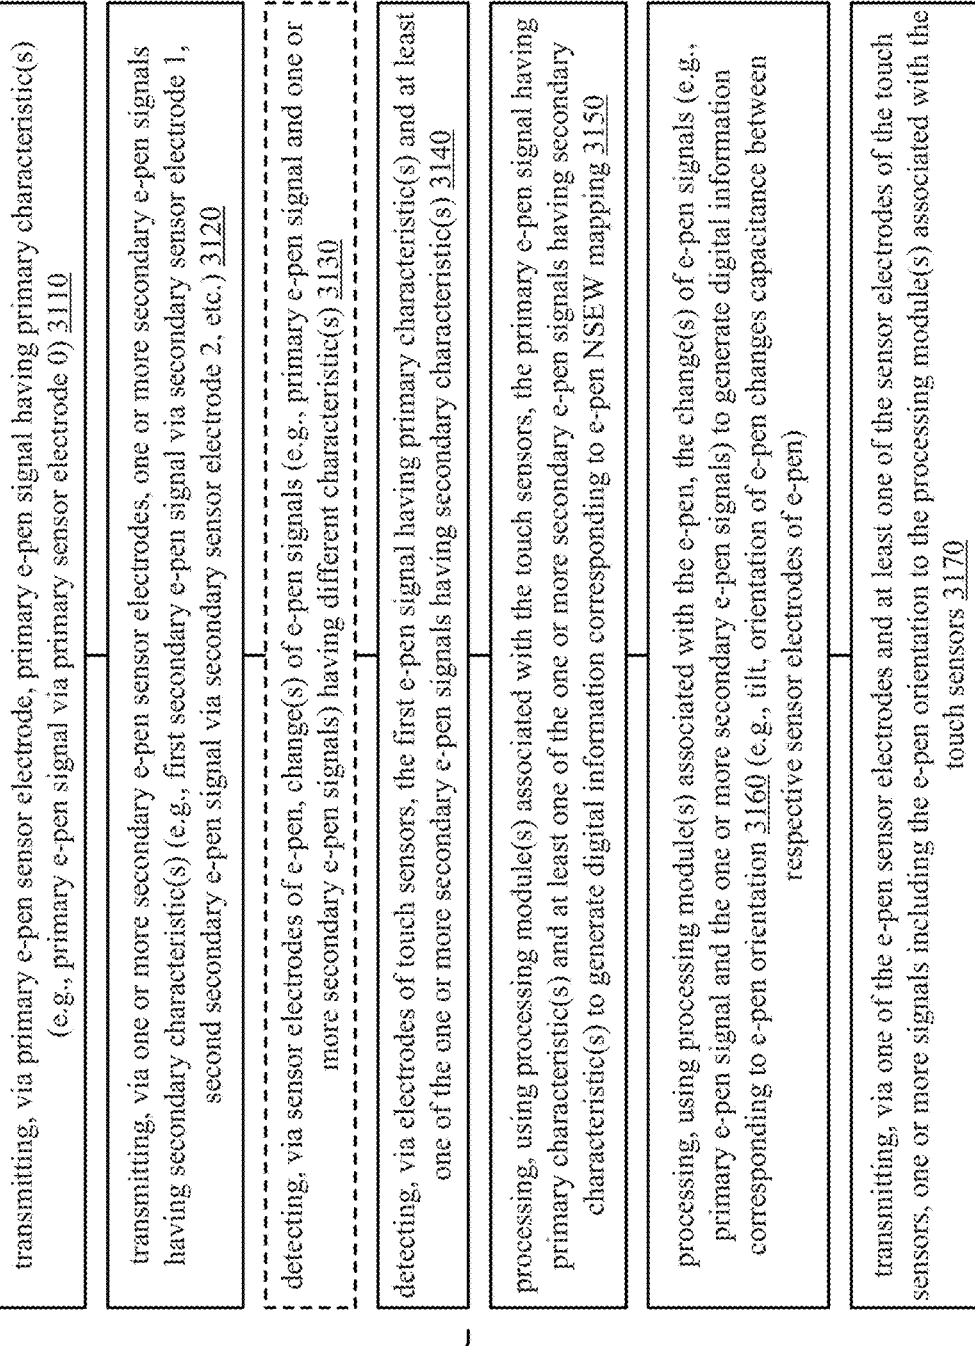 transmitting, via primary e-pen sensor electrode, primary e-pen signal having primary characteristic(s)
(e.g., primary e-pen signal via primary sensor electrode 0) 3110
transmitting, via one or more secondary e-pen sensor electrodes, one or more secondary e-pen signals
having secondary characteristic(s) (e.g., first secondary e-pen signal via secondary sensor electrode 1,
second secondary e-pen signal via secondary sensor electrode 2, etc.) 3120
detecting, via sensor electrodes of e-pen, change(s) of e-pen signals (e.g., primary e-pen signal and one or
more secondary e-pen signals) having different characteristic(s) 3130
detecting, via electrodes of touch sensors, the first e-pen signal having primary characteristic(s) and at least
one of the one or more secondary e-pen signals having secondary characteristic(s) 3140
processing, using processing module(s) associated with the touch sensors, the primary e-pen signal having
primary characteristic(s) and at least one of the one or more secondary e-pen signals having secondary
characteristic(s) to generate digital information corresponding to e-pen NSEW mapping 3150
processing, using processing module(s) associated with the e-pen, the change(s) of e-pen signals (e.g.,
primary e-pen signal and the one or more secondary e-pen signals) to generate digital information
corresponding to e-pen orientation 3160 (e.g., tilt, orientation of e-pen changes capacitance between
respective sensor electrodes of e-pen)
transmitting, via one of the e-pen sensor electrodes and at least one of the sensor electrodes of the touch
sensors, one or more signals including the e-pen orientation to the processing module(s) associated with the
touch sensors 3170